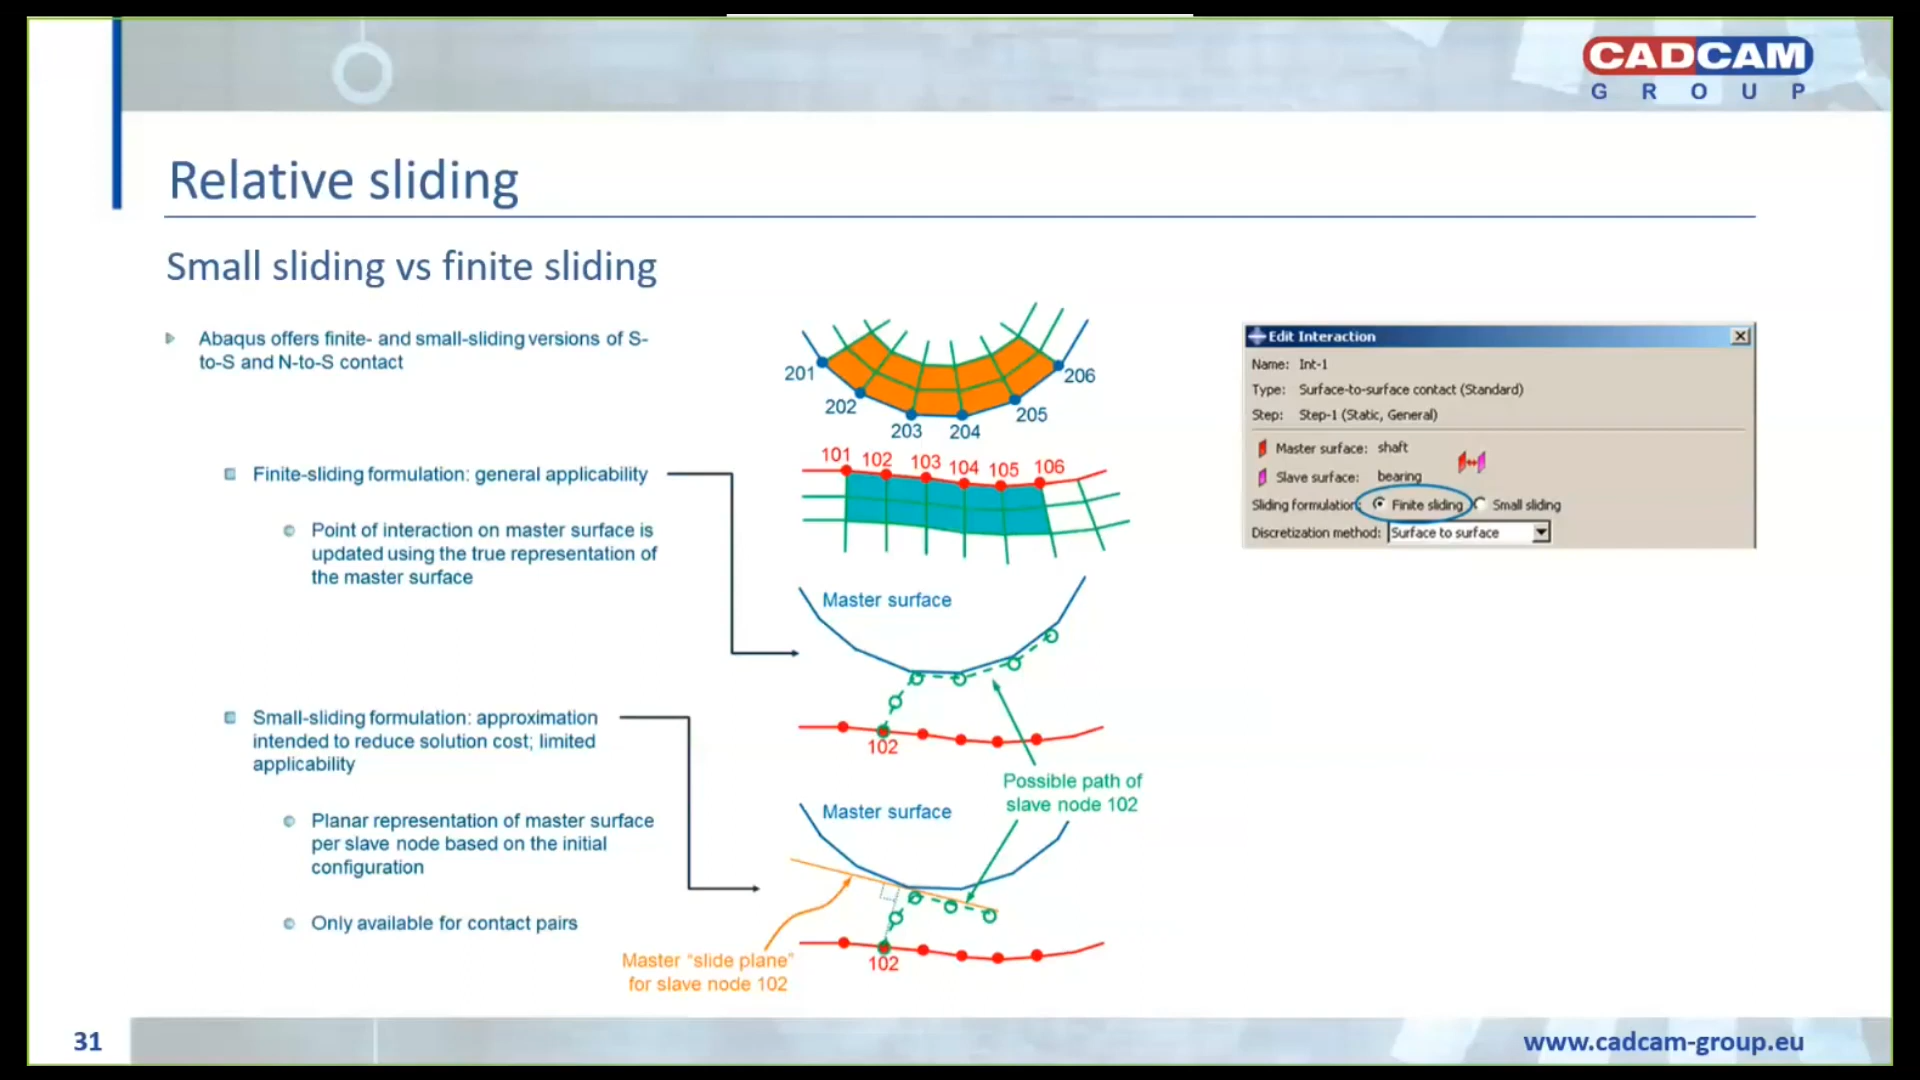 CADCAM
GROUP
Relative sliding
Small sliding vs finite sliding
Abaqus offers finite- and small-sliding versions of S-
to-S and N-to-S contact
Finite-sliding formulation: general applicability
Point of interaction on master surface is
updated using the true representation of
the master surface
Small-sliding formulation: approximation
intended to reduce solution cost; limited
applicability
Planar representation of master surface
per slave node based on the initial
configuration
Only available for contact pairs
201
202
203
204
205
206
101
102
103
104
105
106
Master surface
102
Possible path of
slave node 102
Master surface
102
Master "slide plane"
for slave node 102
Edit Interaction
Name: Int-1
Type: Surface-to-surface contact (Standard)
Step: Step-1 (Static, General)
Master surface: shaft
Slave surface: bearing
Sliding formulation: Finite sliding Small sliding
Discretization method: Surface to surface
31
www.cadcam-group.eu